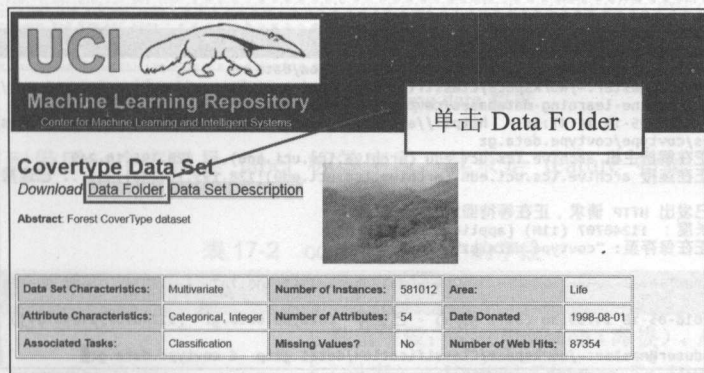 UCI
Machine Learning Repository
Center for Machine Learning and Intelligent Systems
单击 Data Folder
Covertype Data Set
Download: Data Folder, Data Set Description
Abstract: Forest CoverType dataset
Data Set Characteristics: Multivariate Number of Instances: 581012 Area: Life
Attribute Characteristics: Categorical, Integer Number of Attributes: 54 Date Donated 1998-08-01
Associated Tasks: Classification Missing Values? No Number of Web Hits: 87354